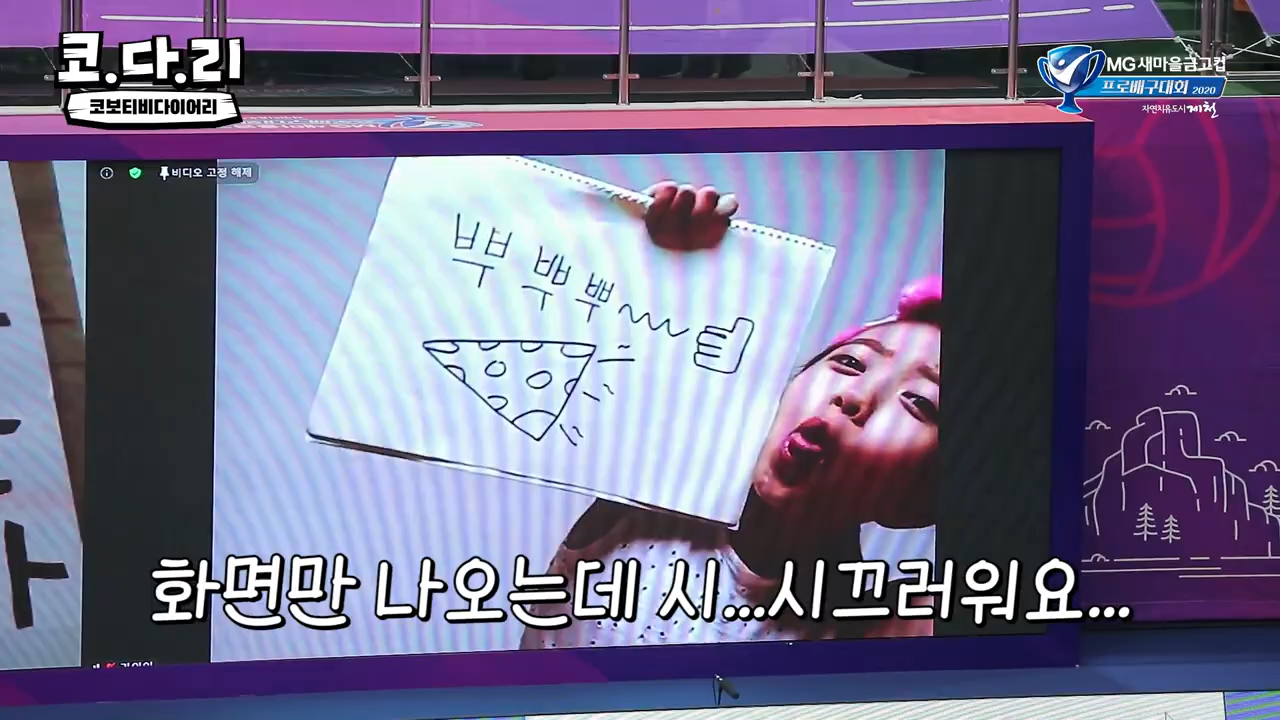 코.다.리
코보티비다이어리
MG새마을금고컵
프로배구대회 2020
자연치유도시 제천
비디오 고정 해제
뿌 뿌 뿌
화면만 나오는데 시...시끄러워요...